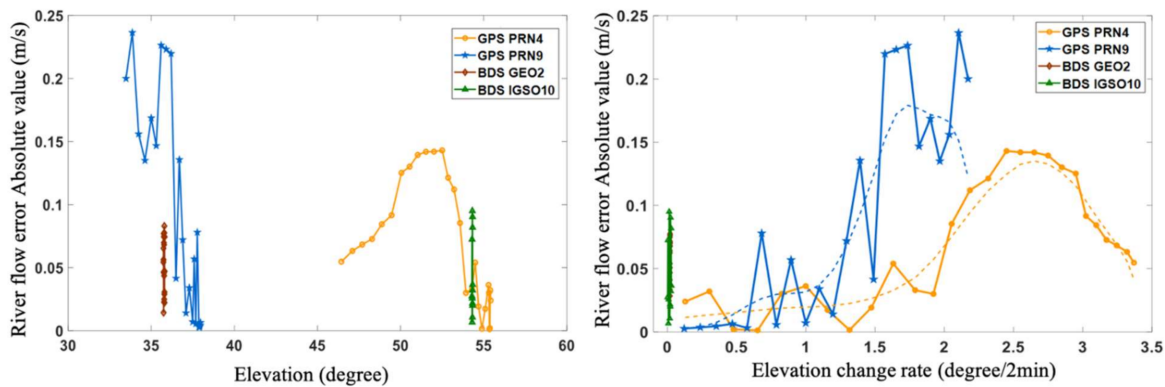 River flow error Absolute value (m/s)
0.25
0.2
0.15
0.1
0.05
0
30
35
40
45
50
55
60
Elevation (degree)
GPS PRN4
GPS PRN9
BDS GEO2
BDS IGSO10
River flow error Absolute value (m/s)
0.25
0.2
0.15
0.1
0.05
0
0
0.5
1
1.5
2
2.5
3
3.5
Elevation change rate (degree/2min)
GPS PRN4
GPS PRN9
BDS GEO2
BDS IGSO10